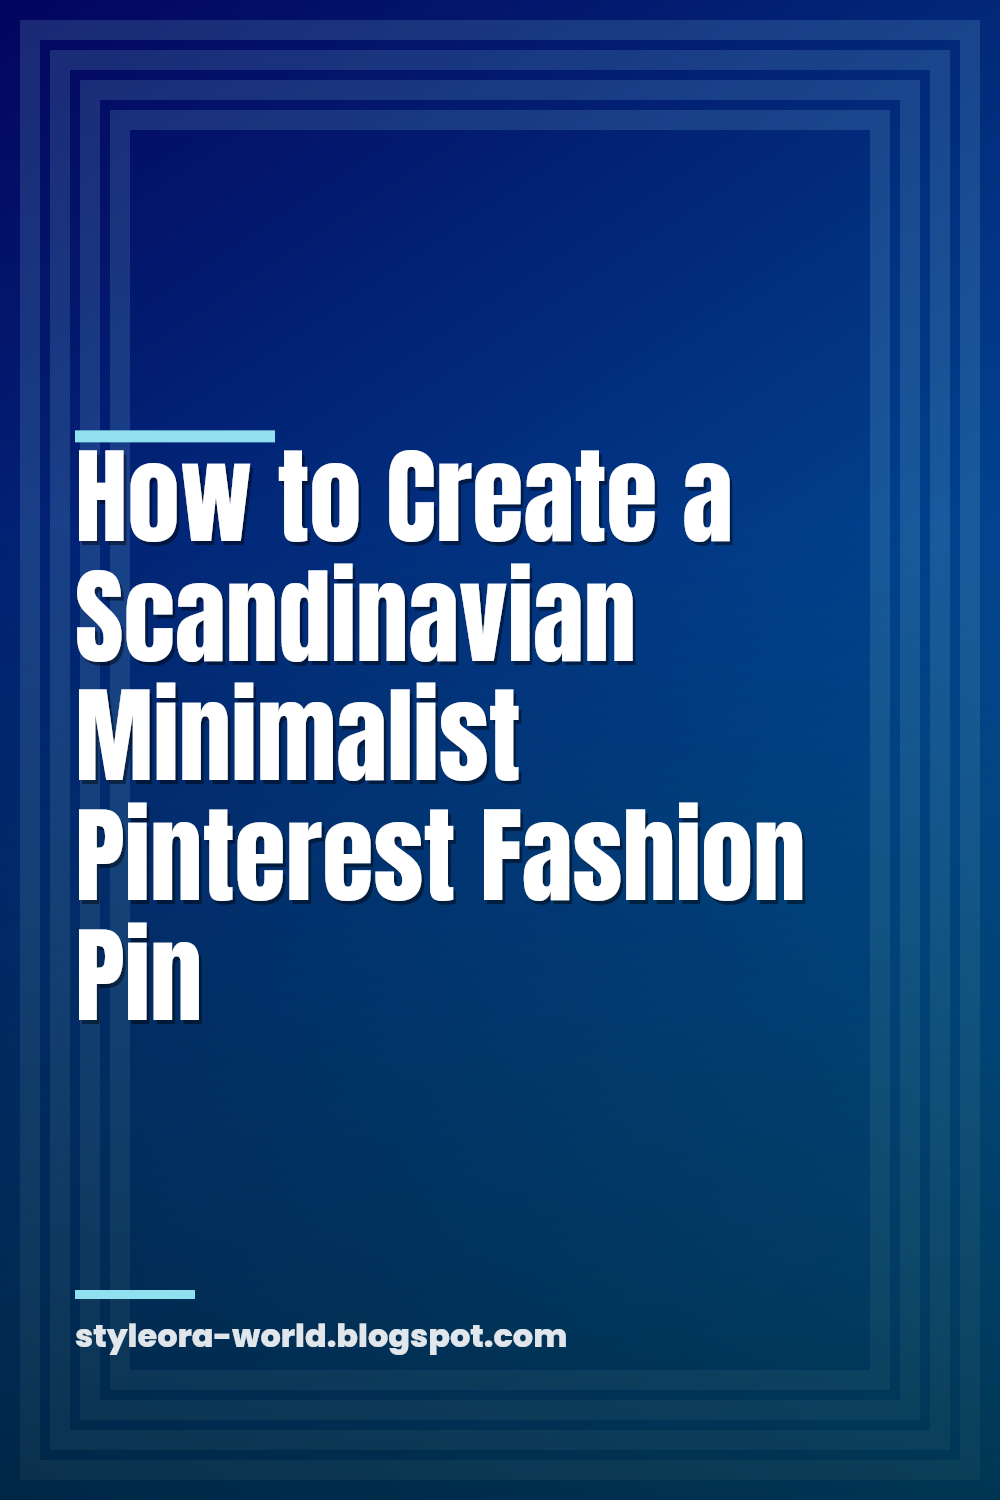 How to Create a
Scandinavian
Minimalist
Pinterest Fashion
Pin
styleora-world.blogspot.com